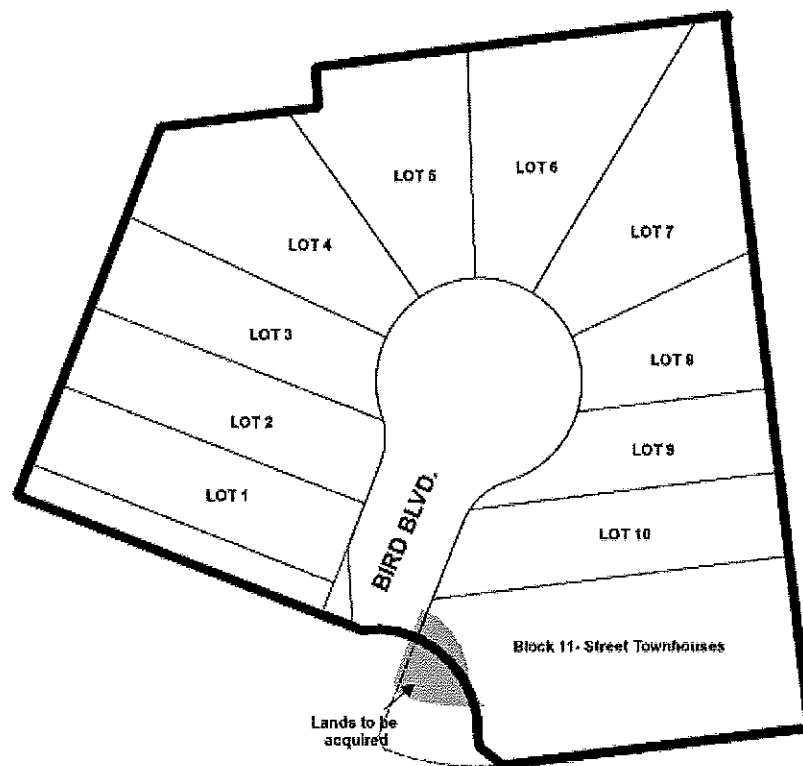 LOT 5
LOT 6
LOT 4
LOT 7
LOT 3
LOT 8
LOT 2
LOT 9
LOT 1
BIRD BLVD.
LOT 10
Block 11- Street Townhouses
Lands to be
acquired